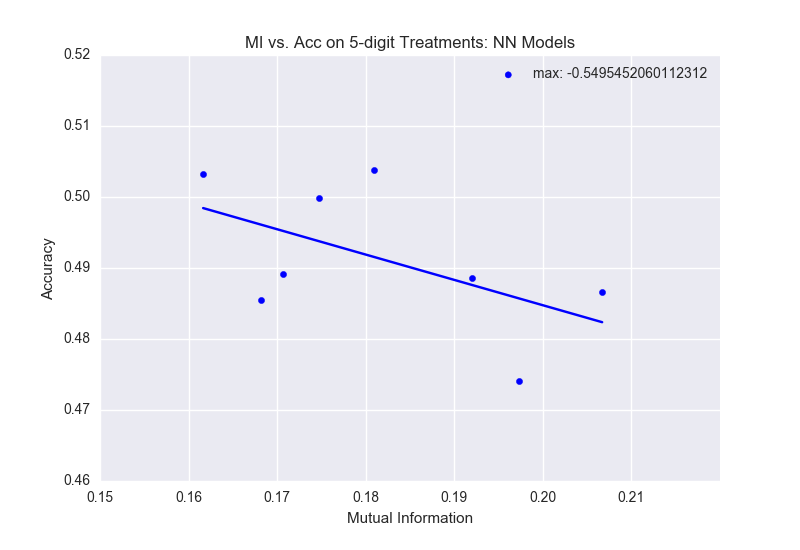 MI vs. Acc on 5-digit Treatments: NN Models
max: -0.5495452060112312
Accuracy
0.52
0.51
0.50
0.49
0.48
0.47
0.46
0.15 0.16 0.17 0.18 0.19 0.20 0.21
Mutual Information